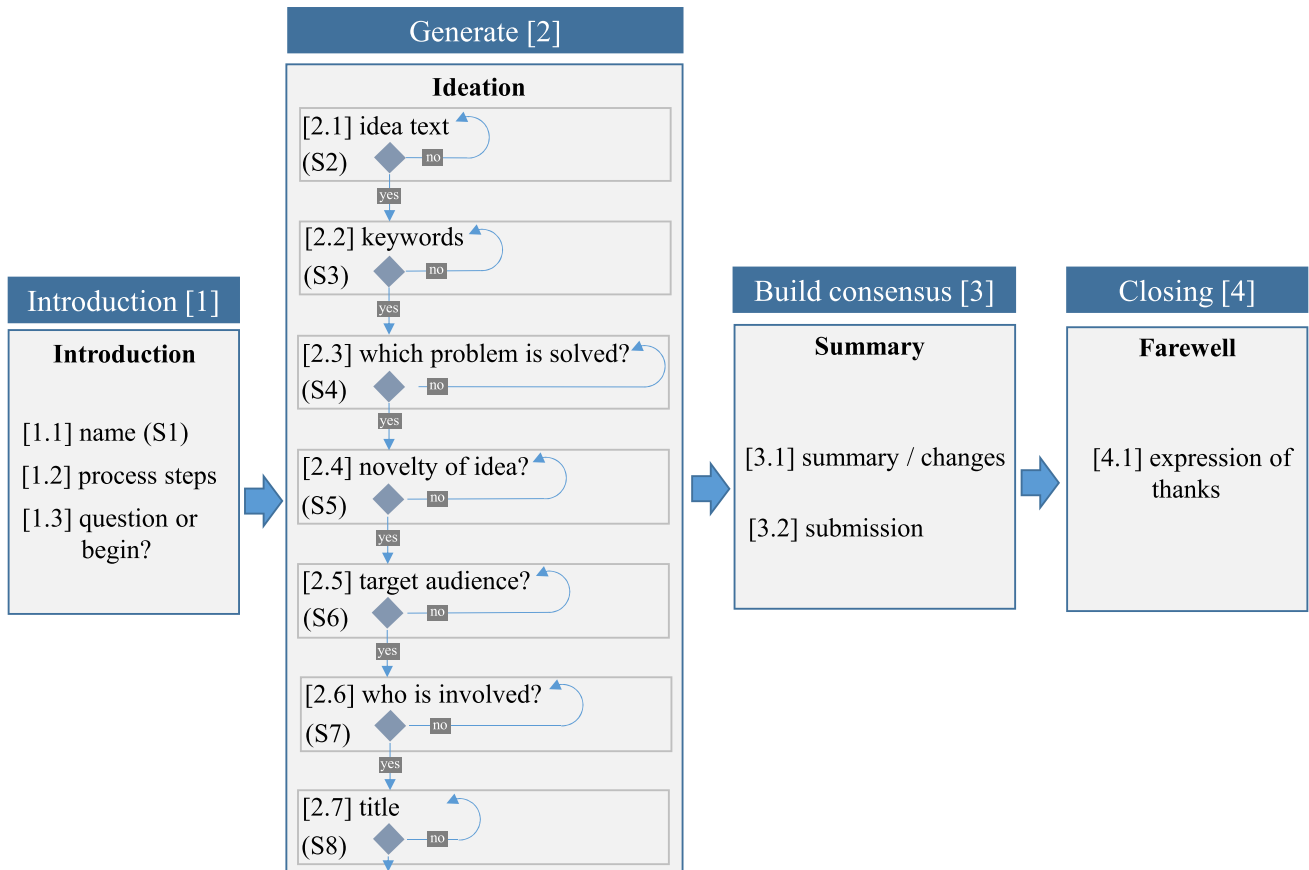 Introduction [1]
Introduction
[1.1] name (S1)
[1.2] process steps
[1.3] question or
begin?
Generate [2]
Ideation
[2.1] idea text
(S2)
no
yes
[2.2] keywords
(S3)
no
yes
[2.3] which problem is solved?
(S4)
no
yes
[2.4] novelty of idea?
(S5)
no
yes
[2.5] target audience?
(S6)
no
yes
[2.6] who is involved?
(S7)
no
yes
[2.7] title
(S8)
no
Build consensus [3]
Summary
[3.1] summary / changes
[3.2] submission
Closing [4]
Farewell
[4.1] expression of
thanks